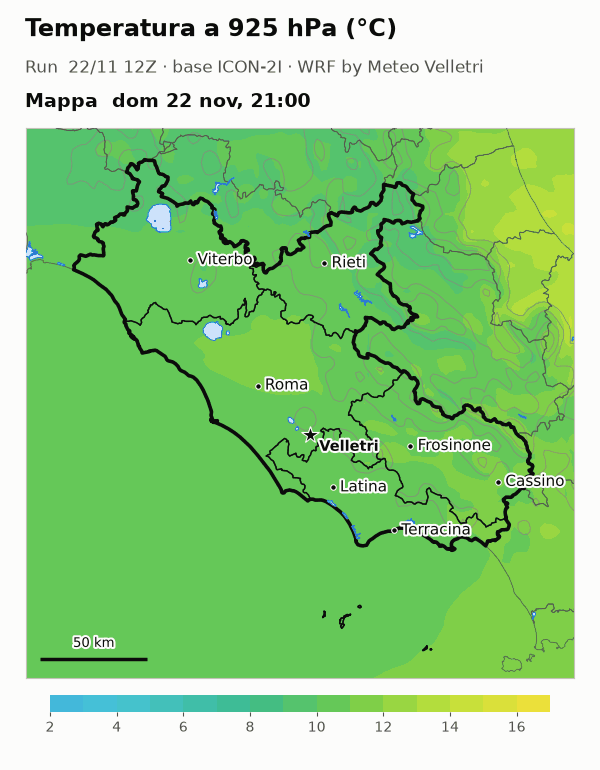 Temperatura a 925 hPa (°C)
Run  22/11 12Z · base ICON-2I · WRF by Meteo Velletri
Mappa  dom 22 nov, 21:00
Viterbo
Rieti
Roma
Velletri
Frosinone
Latina
Cassino
Terracina
50 km
2 4 6 8 10 12 14 16